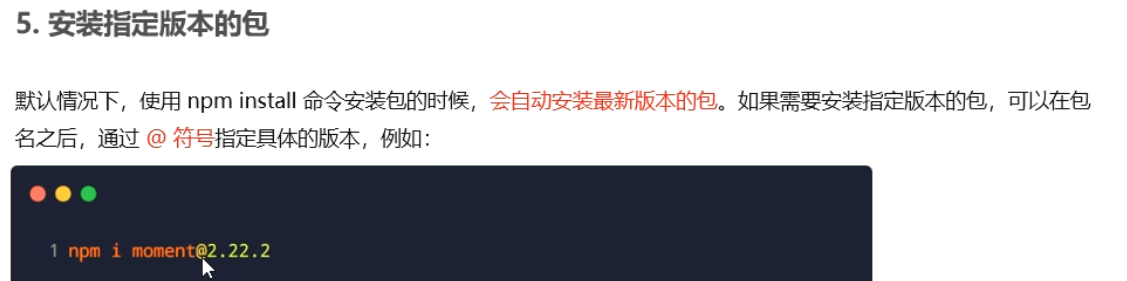 5. 安装指定版本的包
默认情况下，使用 npm install 命令安装包的时候，会自动安装最新版本的包。如果需要安装指定版本的包，可以在包
名之后，通过 @ 符号指定具体的版本，例如：
1 npm i moment@2.22.2